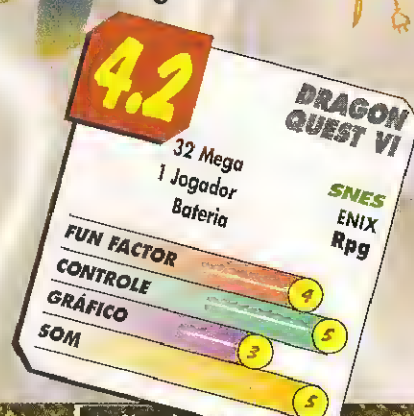 4.2
DRAGON
QUEST VI
32 Mega
1 Jogador
Bateria
SNES
ENIX
Rpg
FUN FACTOR 4
CONTROLE 5
GRÁFICO 3
SOM 5